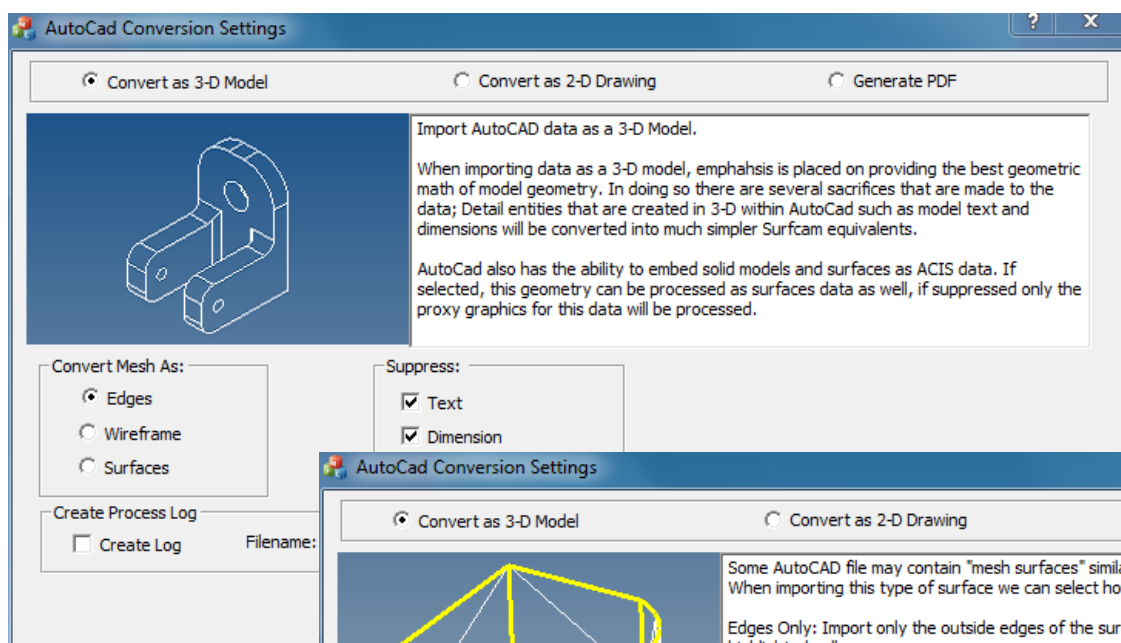 AutoCad Conversion Settings
? X
Convert as 3-D Model Convert as 2-D Drawing Generate PDF
Import AutoCAD data as a 3-D Model.
When importing data as a 3-D model, emphahsis is placed on providing the best geometric
math of model geometry. In doing so there are several sacrifices that are made to the
data; Detail entities that are created in 3-D within AutoCad such as model text and
dimensions will be converted into much simpler Surfcam equivalents.
AutoCad also has the ability to embed solid models and surfaces as ACIS data. If
selected, this geometry can be processed as surfaces data as well, if suppressed only the
proxy graphics for this data will be processed.
Convert Mesh As:
Edges
Wireframe
Surfaces
Suppress:
Text
Dimension
Create Process Log
Create Log Filename:
AutoCad Conversion Settings
Convert as 3-D Model Convert as 2-D Drawing
Some AutoCAD file may contain "mesh surfaces"
When importing this type of surface we can select
Edges Only: Import only the outside edges of the